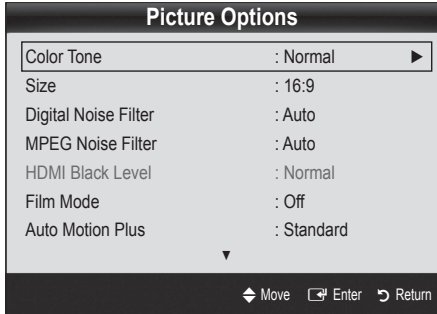 Picture Options
Color Tone : Normal ►
Size : 16:9
Digital Noise Filter : Auto
MPEG Noise Filter : Auto
HDMI Black Level : Normal
Film Mode : Off
Auto Motion Plus : Standard
▼
Move Enter Return